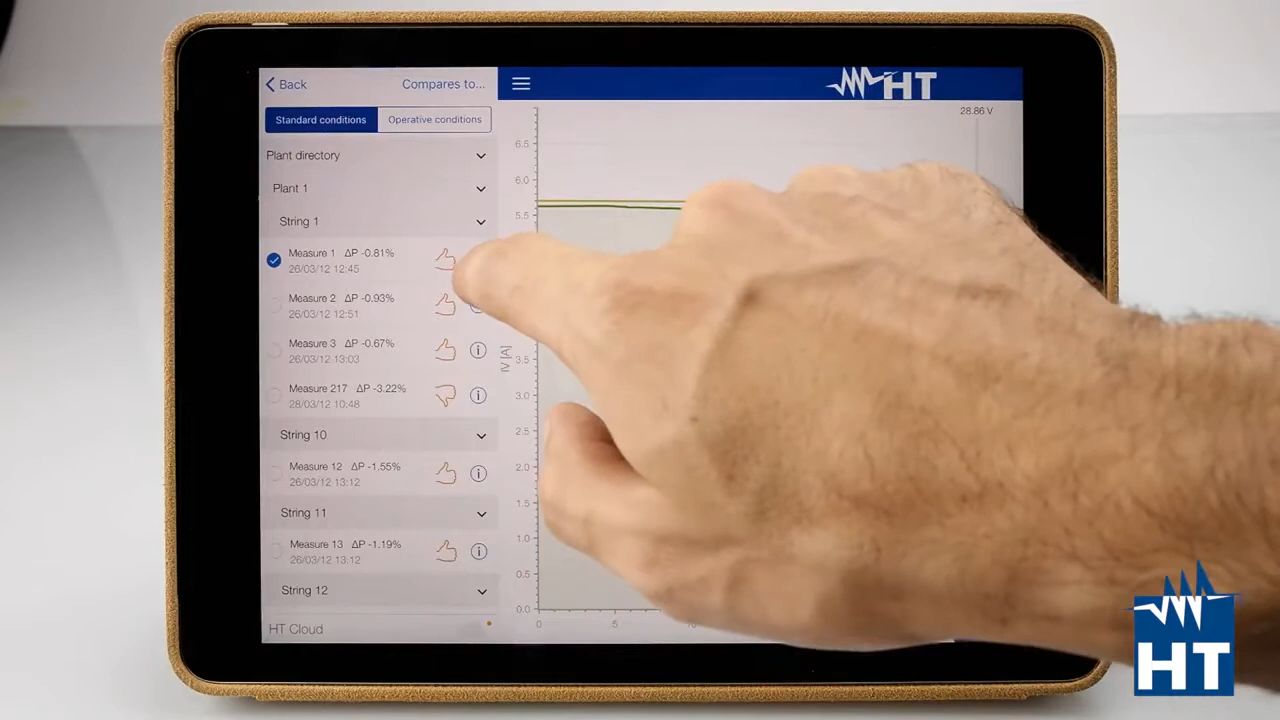 Back
Compares to...
HT
Standard conditions
Operative conditions
28.86 V
Plant directory
Plant 1
String 1
Measure 1 ΔP -0.81%
26/03/12 12:45
Measure 2 ΔP -0.93%
26/03/12 12:51
Measure 3 ΔP -0.67%
26/03/12 13:03
Measure 217 ΔP -3.22%
28/03/12 10:48
String 10
Measure 12 ΔP -1.55%
26/03/12 13:12
String 11
Measure 13 ΔP -1.19%
26/03/12 13:12
String 12
HT Cloud
6.5
6.0
5.5
IV [A]
3.5
3.0
2.5
2.0
1.5
1.0
0.5
0.0
0
5
HT